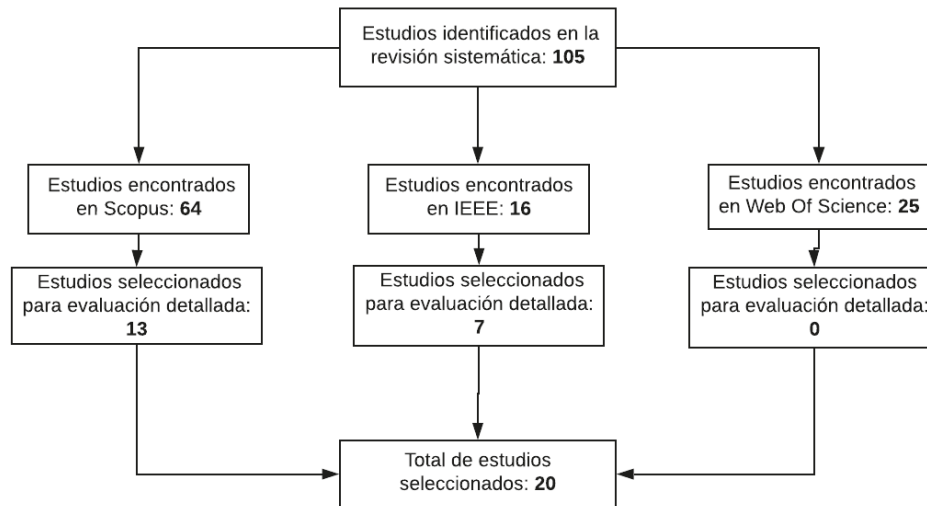 Estudios identificados en la
revisión sistemática: 105
Estudios encontrados
en Scopus: 64
Estudios encontrados
en IEEE: 16
Estudios encontrados
en Web Of Science: 25
Estudios seleccionados
para evaluación detallada:
13
Estudios seleccionados
para evaluación detallada:
7
Estudios seleccionados
para evaluación detallada:
0
Total de estudios
seleccionados: 20